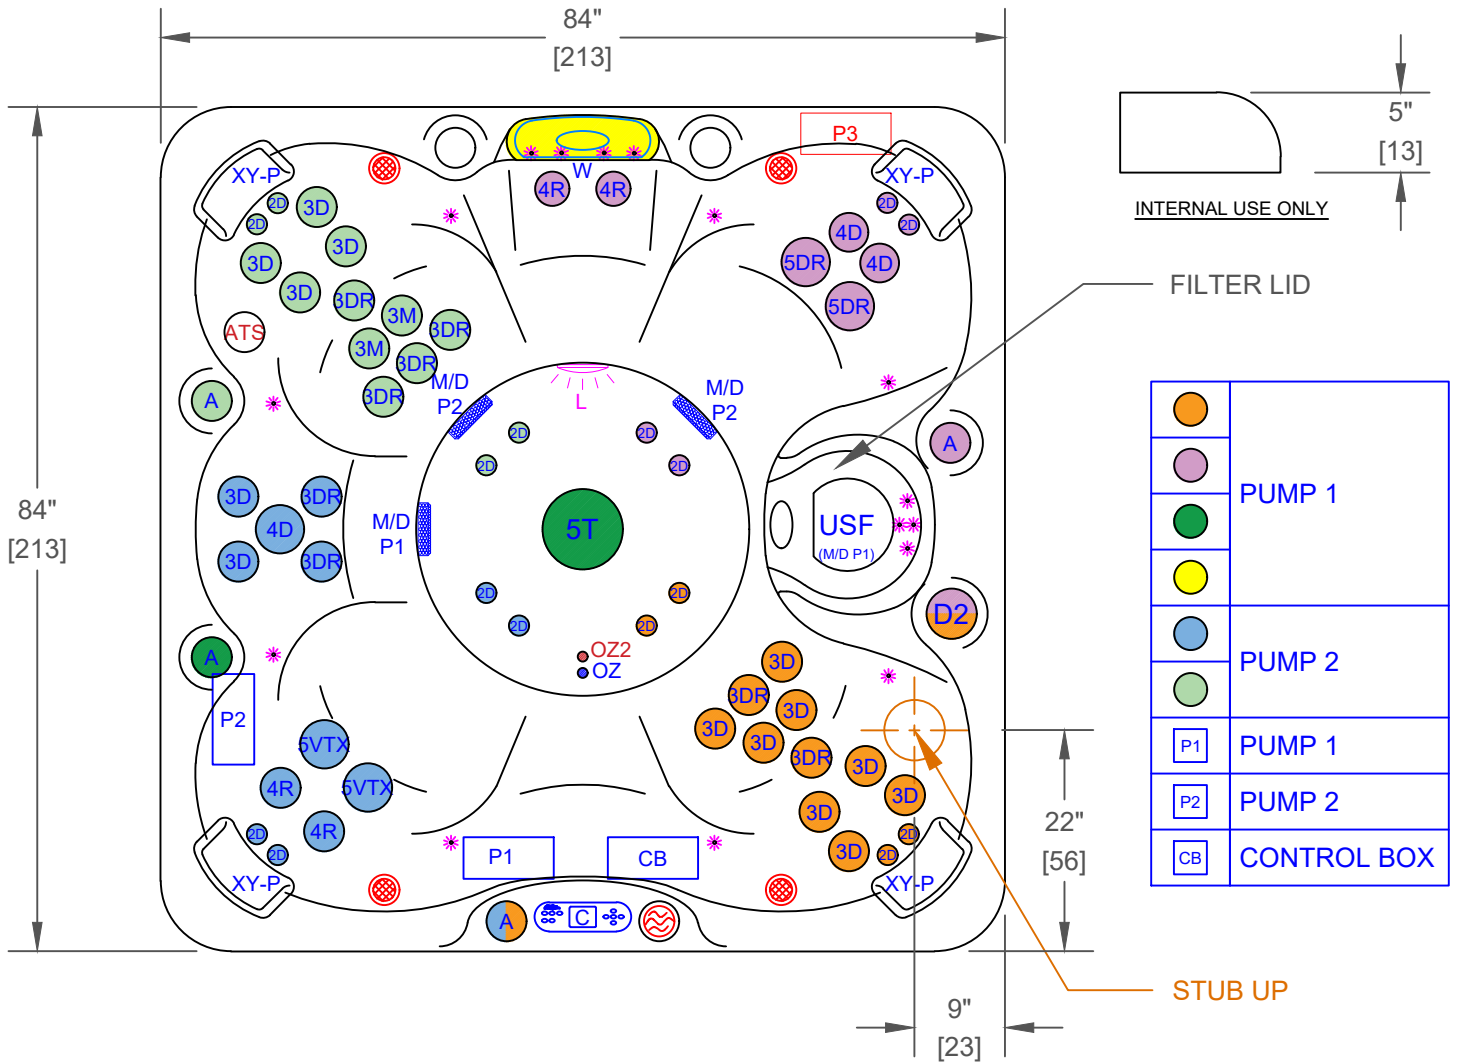 84"
[213]
P3
5"
[13]
INTERNAL USE ONLY
XY-P
W
XY-P
2D
2D
3D
4R
4R
2D
2D
3D
3D
3D
4D
4D
5DR
5DR
FILTER LID
ATS
3DR
3M
3DR
3M
3DR
3DR
M/D
P2
L
M/D
P2
A
2D
2D
2D
2D
A
84"
[213]
3D
3DR
4D
3D
3DR
M/D
P1
5T
USF
(M/D P1)
PUMP 1
2D
2D
2D
2D
D2
OZ2
OZ
A
P2
PUMP 2
3D
3DR
3D
3D
3D
3DR
3D
3D
3D
3D
5VTX
5VTX
4R
4R
2D
2D
2D
2D
P1
PUMP 1
P2
PUMP 2
CB
CONTROL BOX
22"
[56]
P1
CB
XY-P
XY-P
A
C
STUB UP
9"
[23]